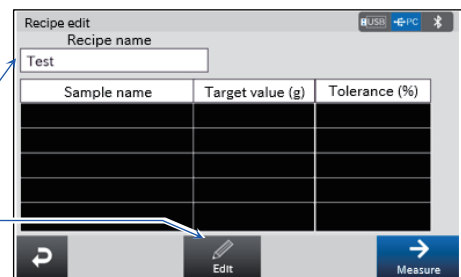 Recipe edit USB PC
Recipe name
Test
Sample name Target value (g) Tolerance (%)
Edit Measure